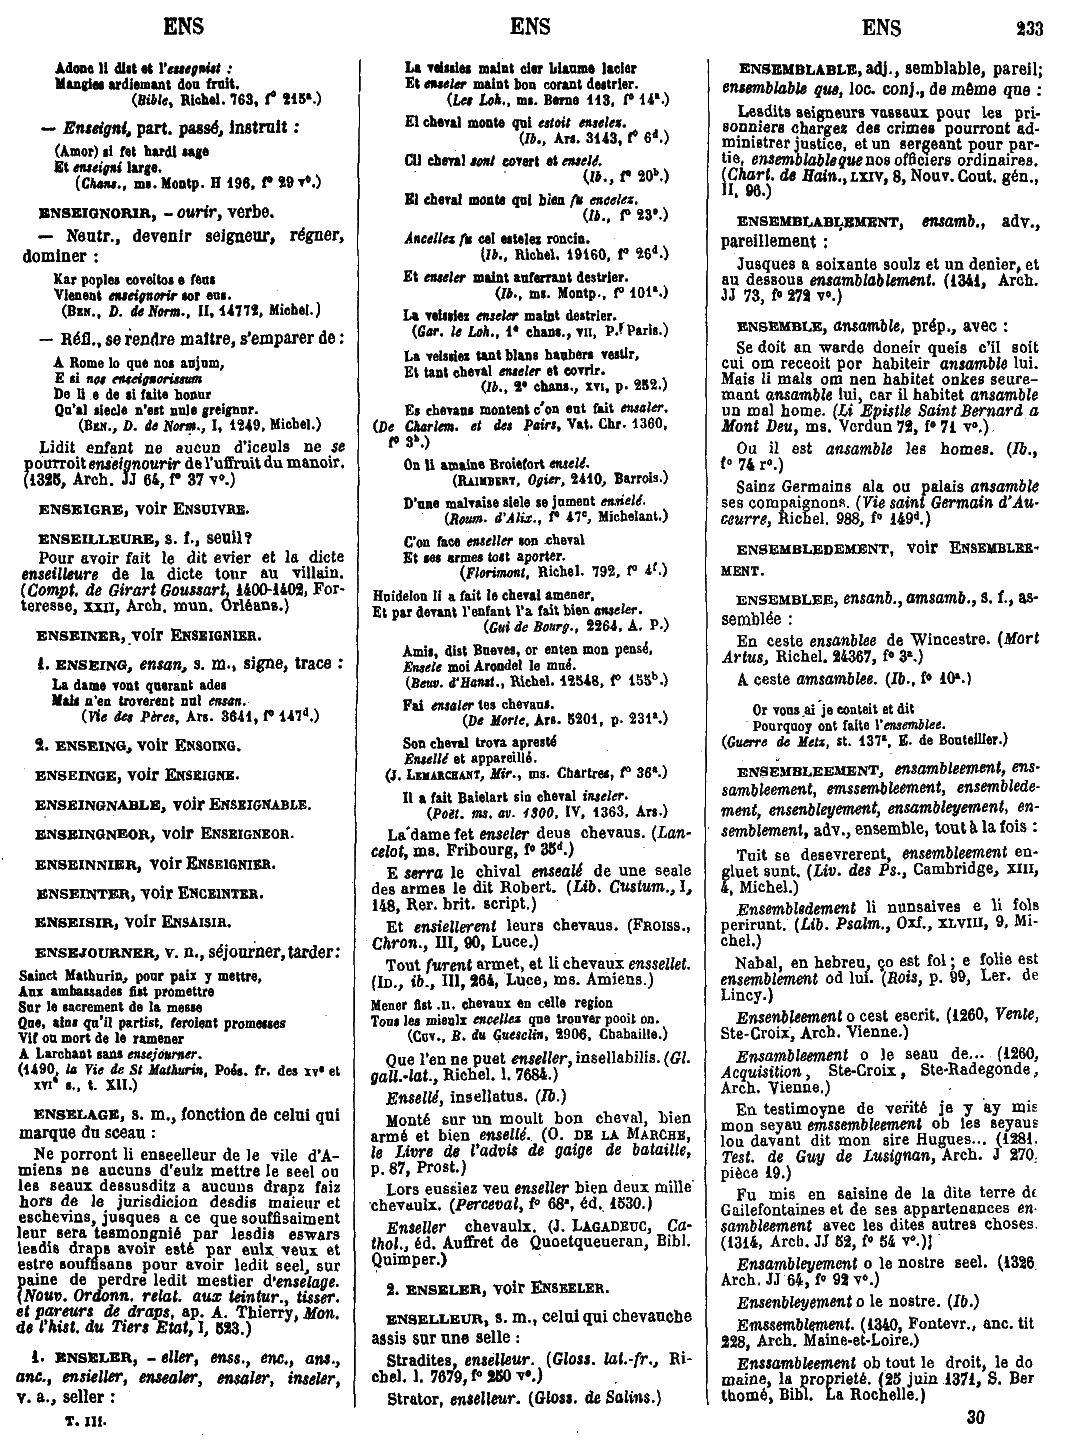 ENS
ENS
ENS
233
Adonc li dist et l'essegnist :
Mangies ardiemant dou fruit.
(Bible, Richel. 763, f° 215ª.)
— Enseigni, part. passé, instruit :
(Amor) si fet hardi sage
Et enseigni large.
(Chans., ms. Montp. H 196, f° 29 v°.)
ENSEIGNORIR, – ourir, verbe.
— Neutr., devenir seigneur, régner,
dominer :
Kar poples coveitos e feus
Vienent enseignorir sor eus.
(BEN., D. de Norm., II, 14772, Michel.)
— Réfl., se rendre maître, s'emparer de :
A Rome lo que nos anjum,
E si nos enseignorissum
De li e de si faite honur
Qu'al siecle n'est nule greignur.
(BEN., D. de Norm., I, 1249, Michel.)
Lidit enfant ne aucun d'iceuls ne se
pourroit enseignourir de l'uffruit du manoir.
(1325, Arch. JJ 64, f° 37 v°.)
ENSEIGRE, voir ENSUIVRE.
ENSEILLEURE, s. f., seuil ?
Pour avoir fait le dit evier et la dicte
enseilleure de la dicte tour au villain.
(Compt. de Girart Goussart, 1400-1402, For-
teresse, XXII, Arch. mun. Orléans.)
ENSEINER, voir ENSEIGNIER.
1. ENSEING, ensan, s. m., signe, trace :
La dame vont querant ades
Mais n'en troverent nul ensan.
(Vie des Pères, Ars. 3641, f° 147ᵈ.)
2. ENSEING, voir ENSOING.
ENSEINGE, voir ENSEIGNE.
ENSEINGNABLE, voir ENSEIGNABLE.
ENSEINGNEOR, voir ENSEIGNEOR.
ENSEINNIER, voir ENSEIGNIER.
ENSEINTER, voir ENCEINTER.
ENSEISIR, voir ENSAISIR.
ENSEJOURNER, v. n., séjourner, tarder :
Sainct Mathurin, pour paix y mettre,
Aux ambassades fist promettre
Sur le sacrement de la messe
Que, ains qu'il partist, feroient promesses
Vif ou mort de le ramener
A Larchant sans ensejourner.
(1490, la Vie de St Mathurin, Poés. fr. des XVᵉ et
XVIᵉ s., t. XII.)
ENSELAGE, s. m., fonction de celui qui
marque du sceau :
Ne porront li enseelleur de le vile d'A-
miens ne aucuns d'eulz mettre le seel ou
les seaux dessusditz a aucuns drapz faiz
hors de le jurisdicion desdis maieur et
eschevins, jusques a ce que souffisaiment
leur sera tesmongnié par lesdis eswars
lesdis draps avoir esté par eulx veux et
estre souffisans pour avoir ledit seel, sur
paine de perdre ledit mestier d'enselage.
(Nouv. Ordonn. relat. aux teintur., tisser.
et pareurs de draps, ap. A. Thierry, Mon.
de l'hist. du Tiers Etat, I, 523.)
1. ENSELER, – eller, enss., enc., ans.,
anc., ensieller, ensealer, ensaler, inseler,
v. a., seller :
T. III.
La veissies maint cler hiaume lacier
Et enseler maint bon corant destrier.
(Les Loh., ms. Berne 113, f° 14ª.)
El cheval monte qui estoit enselez.
(Ib., Ars. 3143, f° 6ᵈ.)
Cil cheval sont covert et enselé.
(Ib., f° 20ᵇ.)
El cheval monte qui bien fu encelez.
(Ib., f° 23ᵉ.)
Ancellez fu cel estelez roncin.
(Ib., Richel. 19160, f° 26ᵈ.)
Et enseler maint auferrant destrier.
(Ib., ms. Montp., f° 101ª.)
La veissiez enseler maint destrier.
(Gar. le Loh., 1ᵉ chans., VII, P. Paris.)
La veissiez tant blans haubers vestir,
Et tant cheval enseler et covrir.
(Ib., 2ᵉ chans., XVI, p. 252.)
Es chevaus montent c'on eut fait ensaler.
(De Charlem. et des Pairs, Vat. Chr. 1360,
f° 3ᵇ.)
On li amaine Broiefort enselé.
(RAIMBERT, Ogier, 2410, Barrois.)
D'une malvaise siele se jument ensielé.
(Roum. d'Alix., f° 47ᶜ, Michelant.)
C'on face enseller son cheval
Et ses armes tost aporter.
(Florimont, Richel. 792, f° 4ᶠ.)
Huidelon li a fait le cheval amener,
Et par devant l'enfant l'a fait bien anseler.
(Gui de Bourg., 2264, A. P.)
Amis, dist Bueves, or enten mon pensé,
Ensele moi Arondel le mué.
(Beuv. d'Hanst., Richel. 12548, f° 155ᵇ.)
Fai ensaler tes chevaus.
(De Morte, Ars. 5201, p. 231ª.)
Son cheval trova apresté
Ensellé et appareillé.
(J. LEMARCHANT, Mir., ms. Chartres, f° 36ª.)
Il a fait Baielart sin cheval inseler.
(Poët. ms. av. 1300, IV, 1363, Ars.)
La dame fet enseler deus chevaus. (Lan-
celot, ms. Fribourg, f° 35ᵈ.)
E serra le chival ensealé de une seale
des armes le dit Robert. (Lib. Custum., I,
148, Rer. brit. script.)
Et ensiellerent leurs chevaus. (FROISS.,
Chron., III, 90, Luce.)
Tout furent armet, et li chevaux enssellet.
(ID., ib., III, 264, Luce, ms. Amiens.)
Mener fist .II. chevaux en celle region
Tous les mieulx encellez que trouver pooit on.
(CUV., B. du Guesclin, 2906, Chabaille.)
Que l'en ne puet enseller, insellabilis. (Gl.
gall.-lat., Richel. l. 7684.)
Ensellé, insellatus. (Ib.)
Monté sur un moult bon cheval, bien
armé et bien ensellé. (O. DE LA MARCHE,
le Livre de l'advis de gaige de bataille,
p. 87, Prost.)
Lors eussiez veu enseller bien deux mille
chevaulx. (Perceval, f° 68ª, éd. 1530.)
Enseller chevaulx. (J. LAGADEUC, Ca-
thol., éd. Auffret de Quoetqueueran, Bibl.
Quimper.)
2. ENSELER, voir ENSEELER.
ENSELLEUR, s. m., celui qui chevauche
assis sur une selle :
Stradites, enselleur. (Gloss. lat.-fr., Ri-
chel. l. 7679, f° 250 v°.)
Strator, enselleur. (Gloss. de Salins.)
ENSEMBLABLE, adj., semblable, pareil;
ensemblable que, loc. conj., de même que :
Lesdits seigneurs vassaux pour les pri-
sonniers chargez des crimes pourront ad-
ministrer justice, et un sergeant pour par-
tie, ensemblable que nos officiers ordinaires.
(Chart. de Hain., LXIV, 8, Nouv. Cout. gén.,
II, 96.)
ENSEMBLABLEMENT, ensamb., adv.,
pareillement :
Jusques a soixante soulz et un denier, et
au dessous ensamblablement. (1341, Arch.
JJ 73, f° 272 v°.)
ENSEMBLE, ansamble, prép., avec :
Se doit an warde doneir queis c'il soit
cui om receoit por habiteir ansamble lui.
Mais li mals om nen habitet onkes seure-
mant ansamble lui, car il habitet ansamble
un mal home. (Li Epistle Saint Bernard a
Mont Deu, ms. Verdun 72, f° 71 v°.)
Ou il est ansamble les homes. (Ib.,
f° 74 r°.)
Sainz Germains ala ou palais ansamble
ses compaignons. (Vie saint Germain d'Au-
ceurre, Richel. 988, f° 149ᵈ.)
ENSEMBLEDEMENT, voir ENSEMBLEE-
MENT.
ENSEMBLEE, ensanb., amsamb., s. f., as-
semblée :
En ceste ensanblee de Wincestre. (Mort
Artus, Richel. 24367, f° 3ª.)
A ceste amsamblee. (Ib., f° 10ª.)
Or vous ai je conteit et dit
Pourquoy ont faite l'ensemblee.
(Guerre de Metz, st. 137ª, E. de Bouteiller.)
ENSEMBLEEMENT, ensambleement, ens-
sambleement, emssembleement, ensemblede-
ment, ensenbleyement, ensambleyement, en-
semblement, adv., ensemble, tout à la fois :
Tuit se desevrerent, ensembleement en-
gluet sunt. (Liv. des Ps., Cambridge, XIII,
4, Michel.)
Ensembledement li nunsaives e li fols
perirunt. (Lib. Psalm., Oxf., XLVIII, 9, Mi-
chel.)
Nabal, en hebreu, ço est fol ; e folie est
ensemblement od lui. (Rois, p. 99, Ler. de
Lincy.)
Ensenbleement o cest escrit. (1260, Vente,
Ste-Croix, Arch. Vienne.)
Ensambleement o le seau de... (1260,
Acquisition, Ste-Croix, Ste-Radegonde,
Arch. Vienne.)
En testimoyne de verité je y ay mis
mon seyau emssembleement ob les seyaus
lou davant dit mon sire Hugues... (1281,
Test. de Guy de Lusignan, Arch. J 270,
pièce 19.)
Fu mis en saisine de la dite terre de
Gailefontaines et de ses appartenances en-
sambleement avec les dites autres choses.
(1314, Arch. JJ 52, f° 54 v°.)]
Ensambleyement o le nostre seel. (1326
Arch. JJ 64, f° 92 v°.)
Ensenbleyement o le nostre. (Ib.)
Emssemblement. (1340, Fontevr., anc. tit
228, Arch. Maine-et-Loire.)
Enssambleement ob tout le droit, le do
maine, la propriété. (25 juin 1371, S. Ber
thomé, Bibl. La Rochelle.)
30